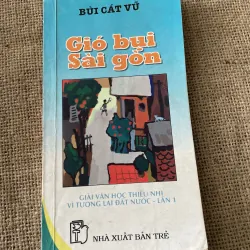 BÙI CÁT VŨ
Gió bụi
Sài gòn
GIẢI VĂN HỌC THIẾU NHI
VÌ TƯƠNG LAI ĐẤT NƯỚC - LẦN 1
NHÀ XUẤT BẢN TRẺ